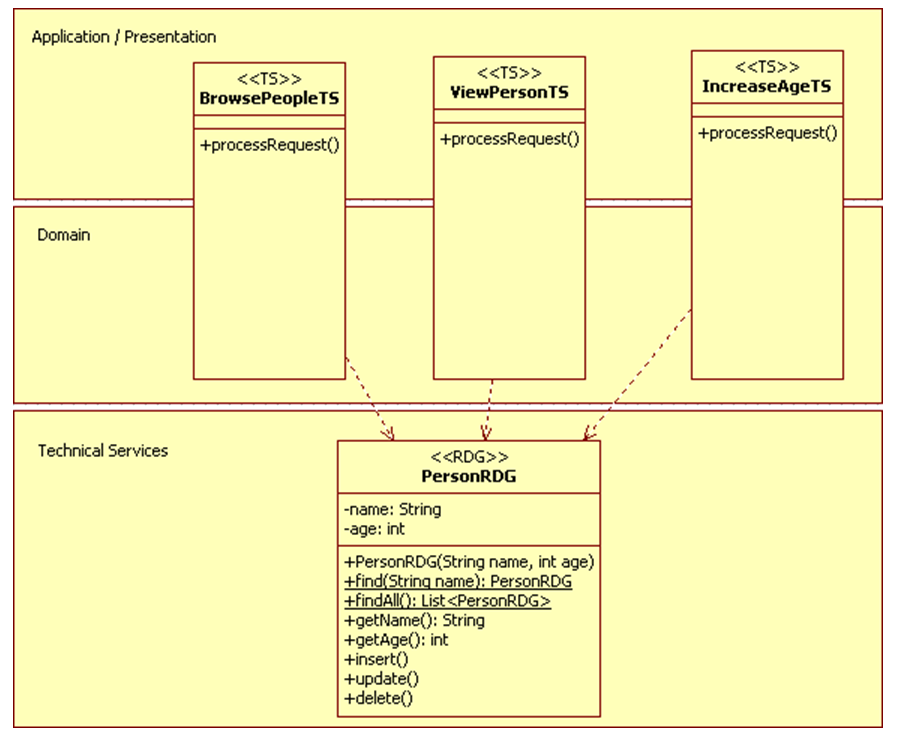 Application / Presentation
<<TS>>
BrowsePeopleTS
+processRequest()
<<TS>>
ViewPersonTS
+processRequest()
<<TS>>
IncreaseAgeTS
+processRequest()
Domain
Technical Services
<<RDG>>
PersonRDG
-name: String
-age: int
+PersonRDG(String name, int age)
+find(String name): PersonRDG
+findAll(): List<PersonRDG>
+getName(): String
+getAge(): int
+insert()
+update()
+delete()